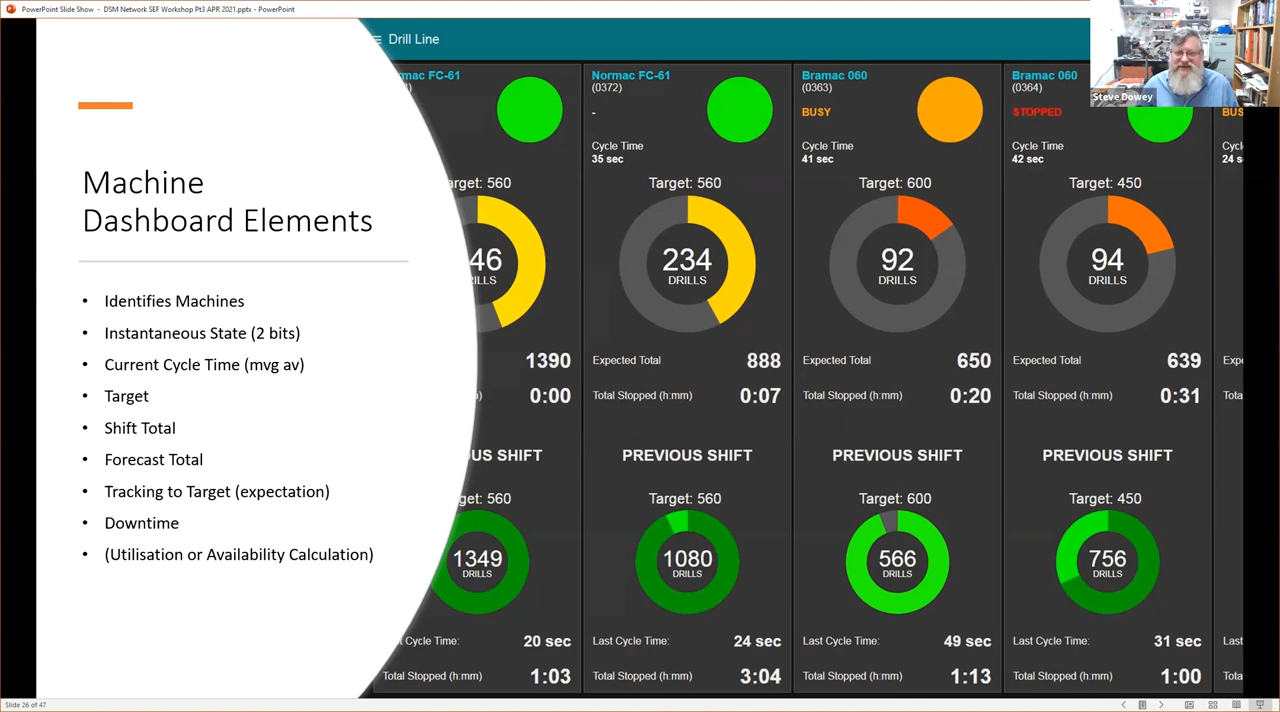 PowerPoint Slide Show - DSM Network SEF Workshop Pt3 APR 2021.pptx - PowerPoint
Steve Dowey
Machine
Dashboard Elements
• Identifies Machines
• Instantaneous State (2 bits)
• Current Cycle Time (mvg av)
• Target
• Shift Total
• Forecast Total
• Tracking to Target (expectation)
• Downtime
• (Utilisation or Availability Calculation)
Drill Line
FC-61
46
1390
0:00
US SHIFT
560
1349
DRILLS
Cycle Time:
20 sec
Total Stopped (h:mm)
1:03
Normac FC-61
(0372)
-
Cycle Time
35 sec
Target: 560
234
DRILLS
Expected Total
888
Total Stopped (h:mm)
0:07
PREVIOUS SHIFT
Target: 560
1080
DRILLS
Last Cycle Time:
24 sec
Total Stopped (h:mm)
3:04
Bramac 060
(0363)
BUSY
Cycle Time
41 sec
Target: 600
92
DRILLS
Expected Total
650
Total Stopped (h:mm)
0:20
PREVIOUS SHIFT
Target: 600
566
DRILLS
Last Cycle Time:
49 sec
Total Stopped (h:mm)
1:13
Bramac 060
(0364)
STOPPED
Cycle Time
42 sec
Target: 450
94
DRILLS
Expected Total
639
Total Stopped (h:mm)
0:31
PREVIOUS SHIFT
Target: 450
756
DRILLS
Last Cycle Time:
31 sec
Total Stopped (h:mm)
1:00
Slide 26 of 47